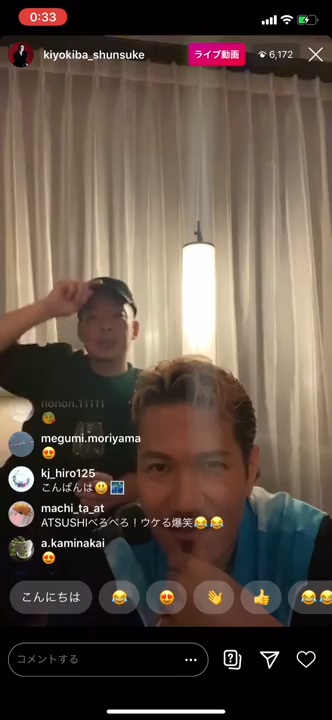 0:33
kiyokiba_shunsuke
ライブ動画
6,172
nonon.11111
megumi.moriyama
😍
kj_hiro125
こんばんは😃🌃
machi_ta_at
ATSUSHIべろべろ！ウケる爆笑😂😂
a.kaminakai
😍
こんにちは
😂 😍 👋 👍 😂😂
コメントする